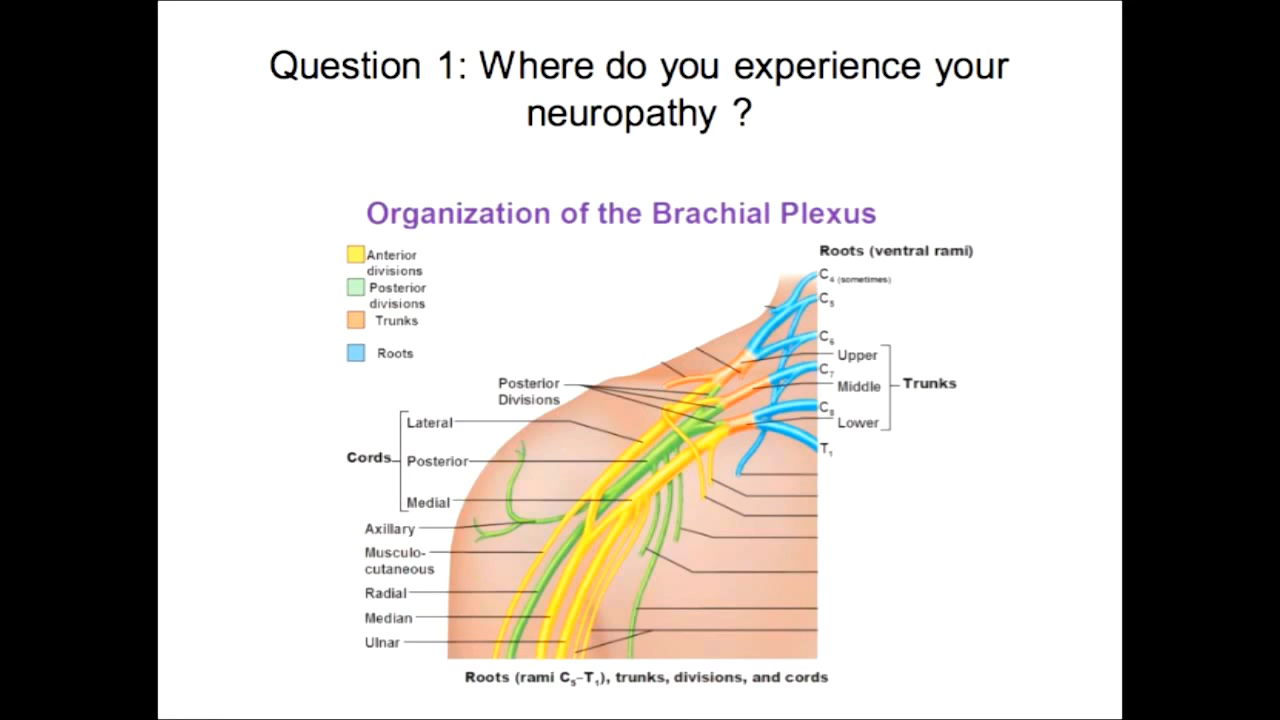 Question 1: Where do you experience your
neuropathy ?
Organization of the Brachial Plexus
Anterior
divisions
Posterior
divisions
Trunks
Roots
Roots (ventral rami)
C4 (sometimes)
C5
C6
Upper
C7
Middle
Trunks
C8
Lower
T1
Posterior
Divisions
Lateral
Cords
Posterior
Medial
Axillary
Musculo-
cutaneous
Radial
Median
Ulnar
Roots (rami C5–T1), trunks, divisions, and cords